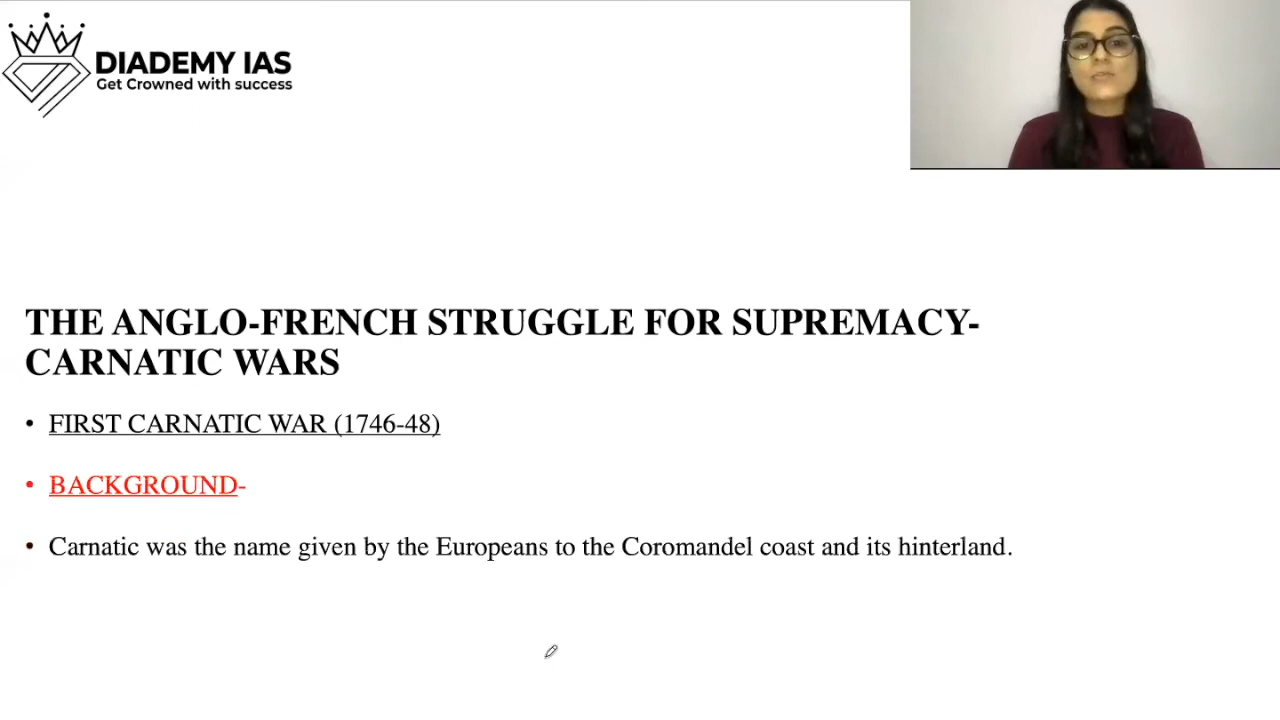 DIADEMY IAS
Get Crowned with success
THE ANGLO-FRENCH STRUGGLE FOR SUPREMACY-
CARNATIC WARS
• FIRST CARNATIC WAR (1746-48)
• BACKGROUND-
• Carnatic was the name given by the Europeans to the Coromandel coast and its hinterland.